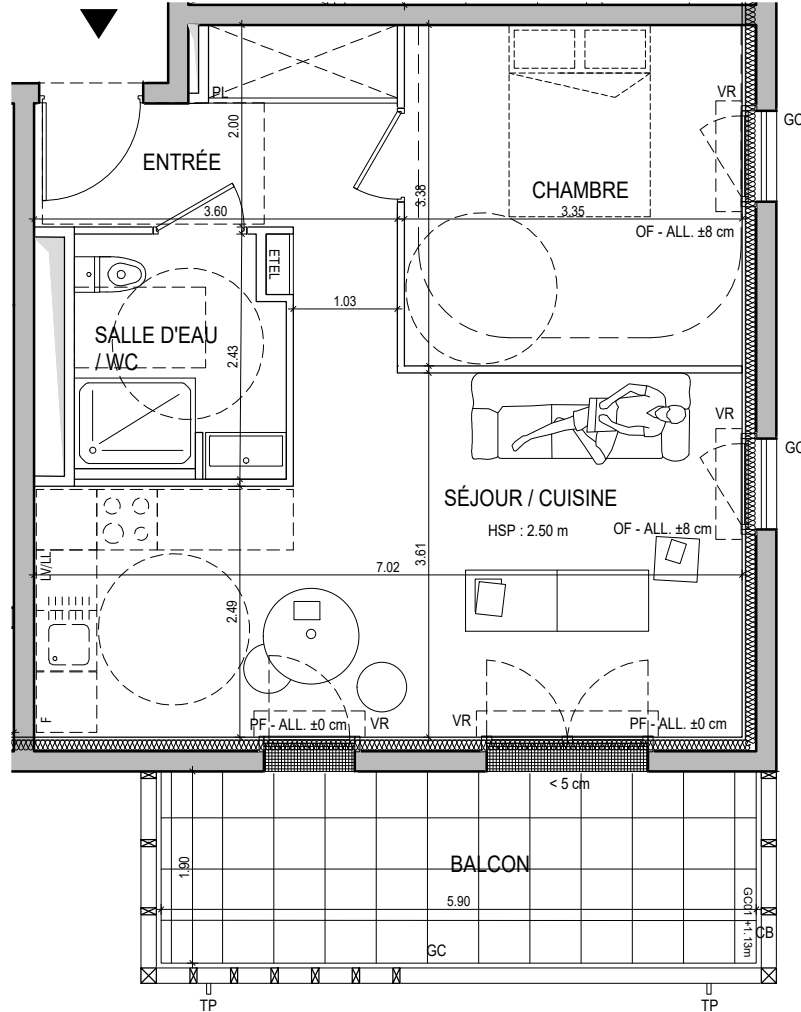 PL
VR
GC
2.00
ENTRÉE
3.38
CHAMBRE
3.60
3.35
OF - ALL. ±8 cm
ETEL
1.03
SALLE D'EAU
/ WC
2.43
VR
GC
SÉJOUR / CUISINE
HSP : 2.50 m
OF - ALL. ±8 cm
3.61
LV/LL
7.02
2.49
F
PF - ALL. ±0 cm
VR
VR
PF - ALL. ±0 cm
< 5 cm
1.90
BALCON
5.90
GC01 +1.13m
CB
GC
TP
TP